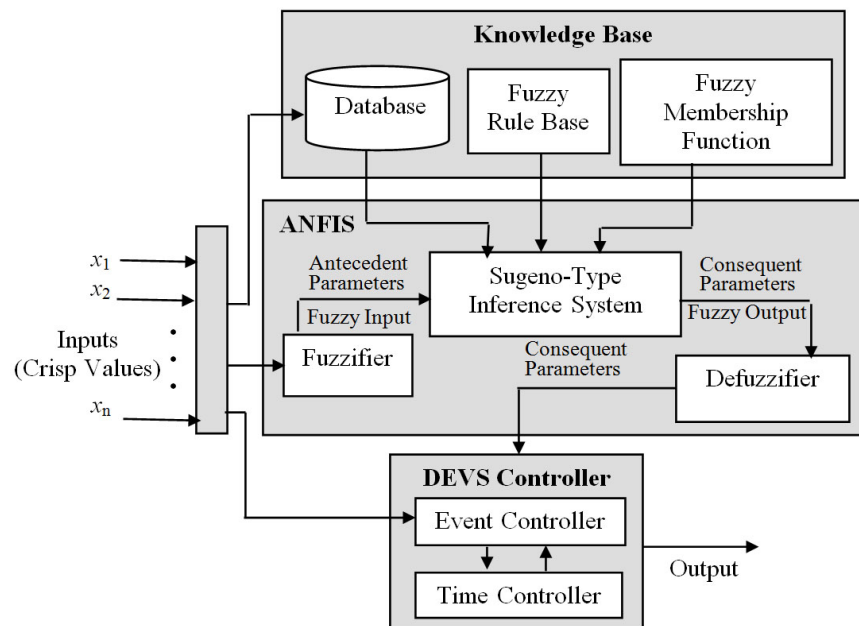 Knowledge Base
Database
Fuzzy
Rule Base
Fuzzy
Membership
Function
ANFIS
x1
x2
Inputs
(Crisp Values)
xn
Antecedent
Parameters
Fuzzy Input
Fuzzifier
Sugeno-Type
Inference System
Consequent
Parameters
Fuzzy Output
Defuzzifier
Consequent
Parameters
DEVS Controller
Event Controller
Time Controller
Output